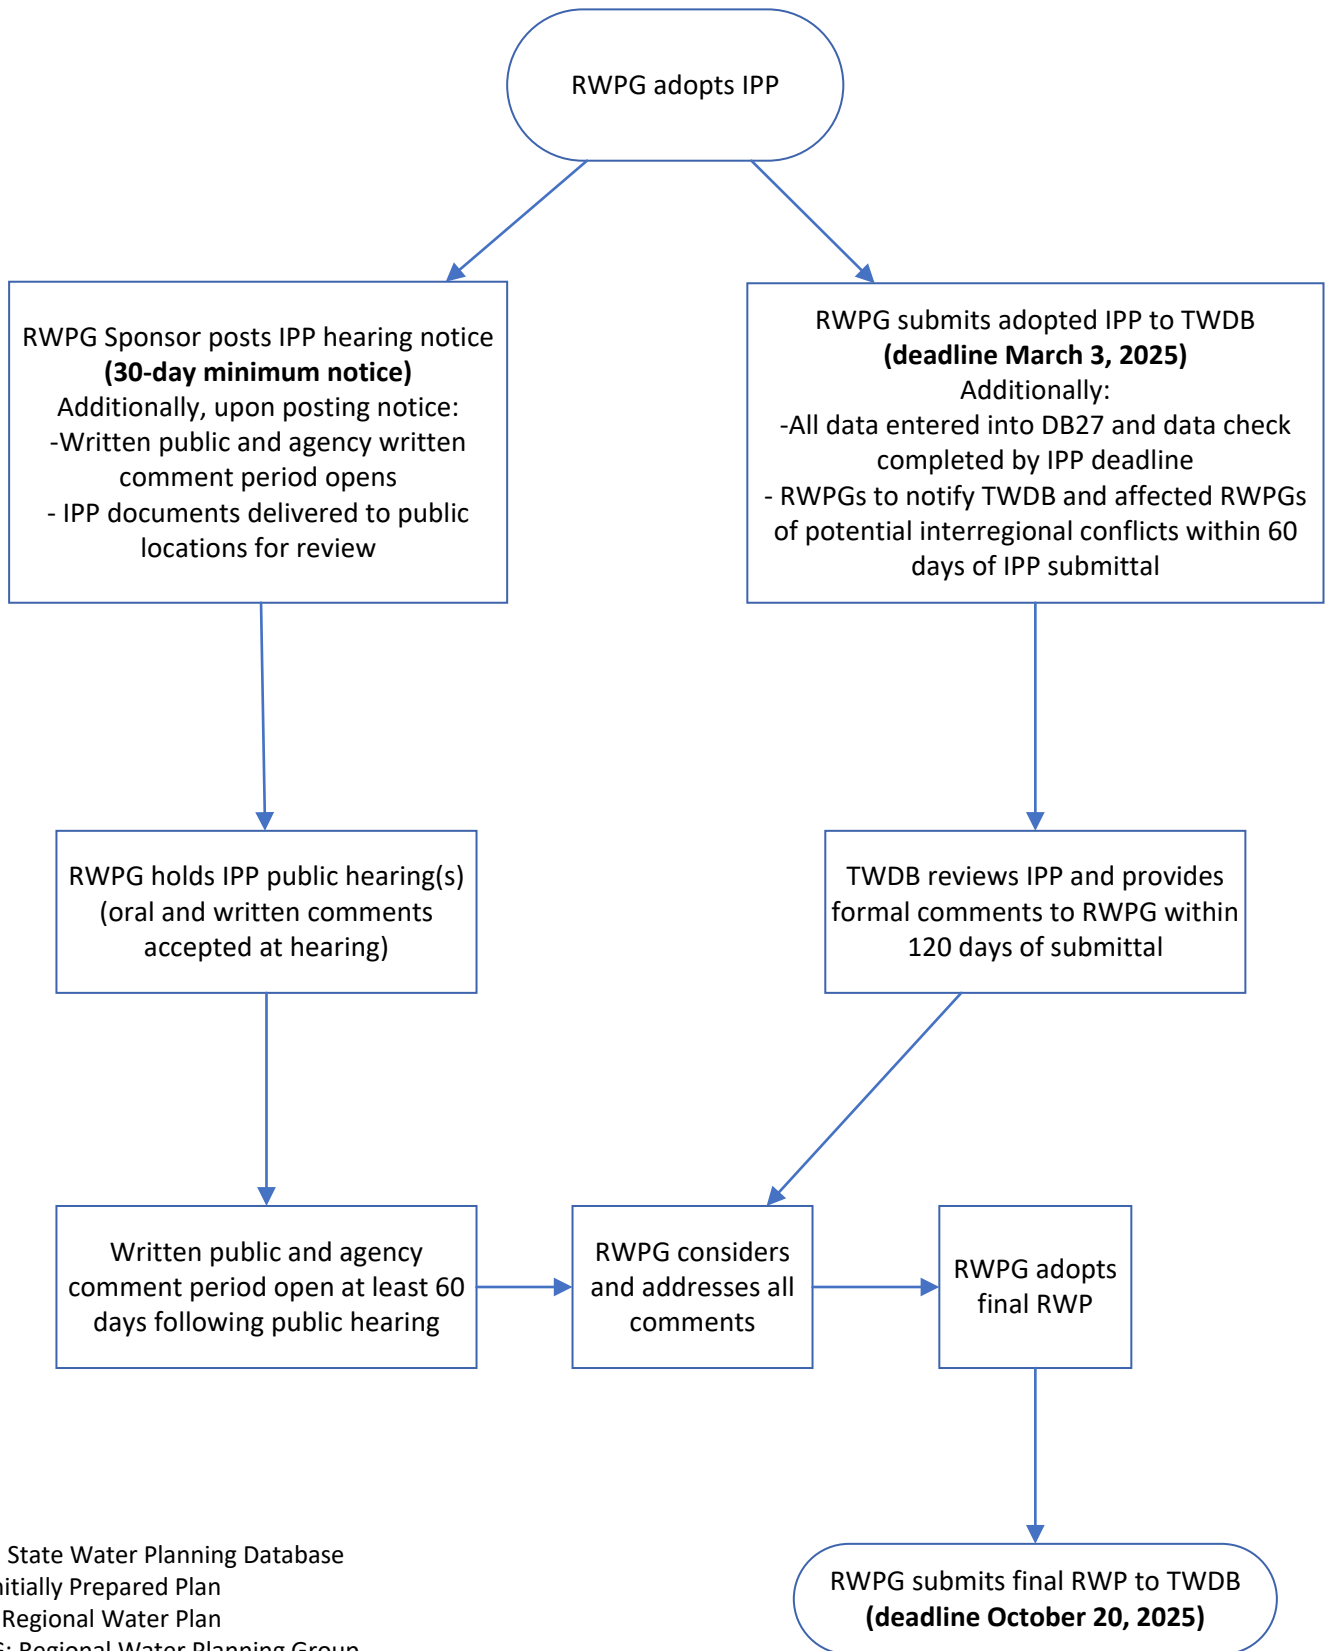 RWPG adopts IPP
RWPG Sponsor posts IPP hearing notice
(30-day minimum notice)
Additionally, upon posting notice:
-Written public and agency written
comment period opens
- IPP documents delivered to public
locations for review
RWPG submits adopted IPP to TWDB
(deadline March 3, 2025)
Additionally:
-All data entered into DB27 and data check
completed by IPP deadline
- RWPGs to notify TWDB and affected RWPGs
of potential interregional conflicts within 60
days of IPP submittal
RWPG holds IPP public hearing(s)
(oral and written comments
accepted at hearing)
TWDB reviews IPP and provides
formal comments to RWPG within
120 days of submittal
Written public and agency
comment period open at least 60
days following public hearing
RWPG considers
and addresses all
comments
RWPG adopts
final RWP
State Water Planning Database
nitially Prepared Plan
Regional Water Plan
: Regional Water Planning Group
RWPG submits final RWP to TWDB
(deadline October 20, 2025)